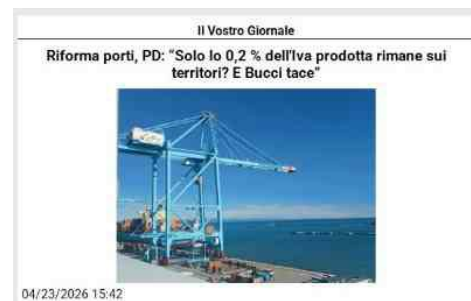 Il Vostro Giornale
Riforma porti, PD: “Solo lo 0,2 % dell'Iva prodotta rimane sui
territori? E Bucci tace”
04/23/2026 15:42